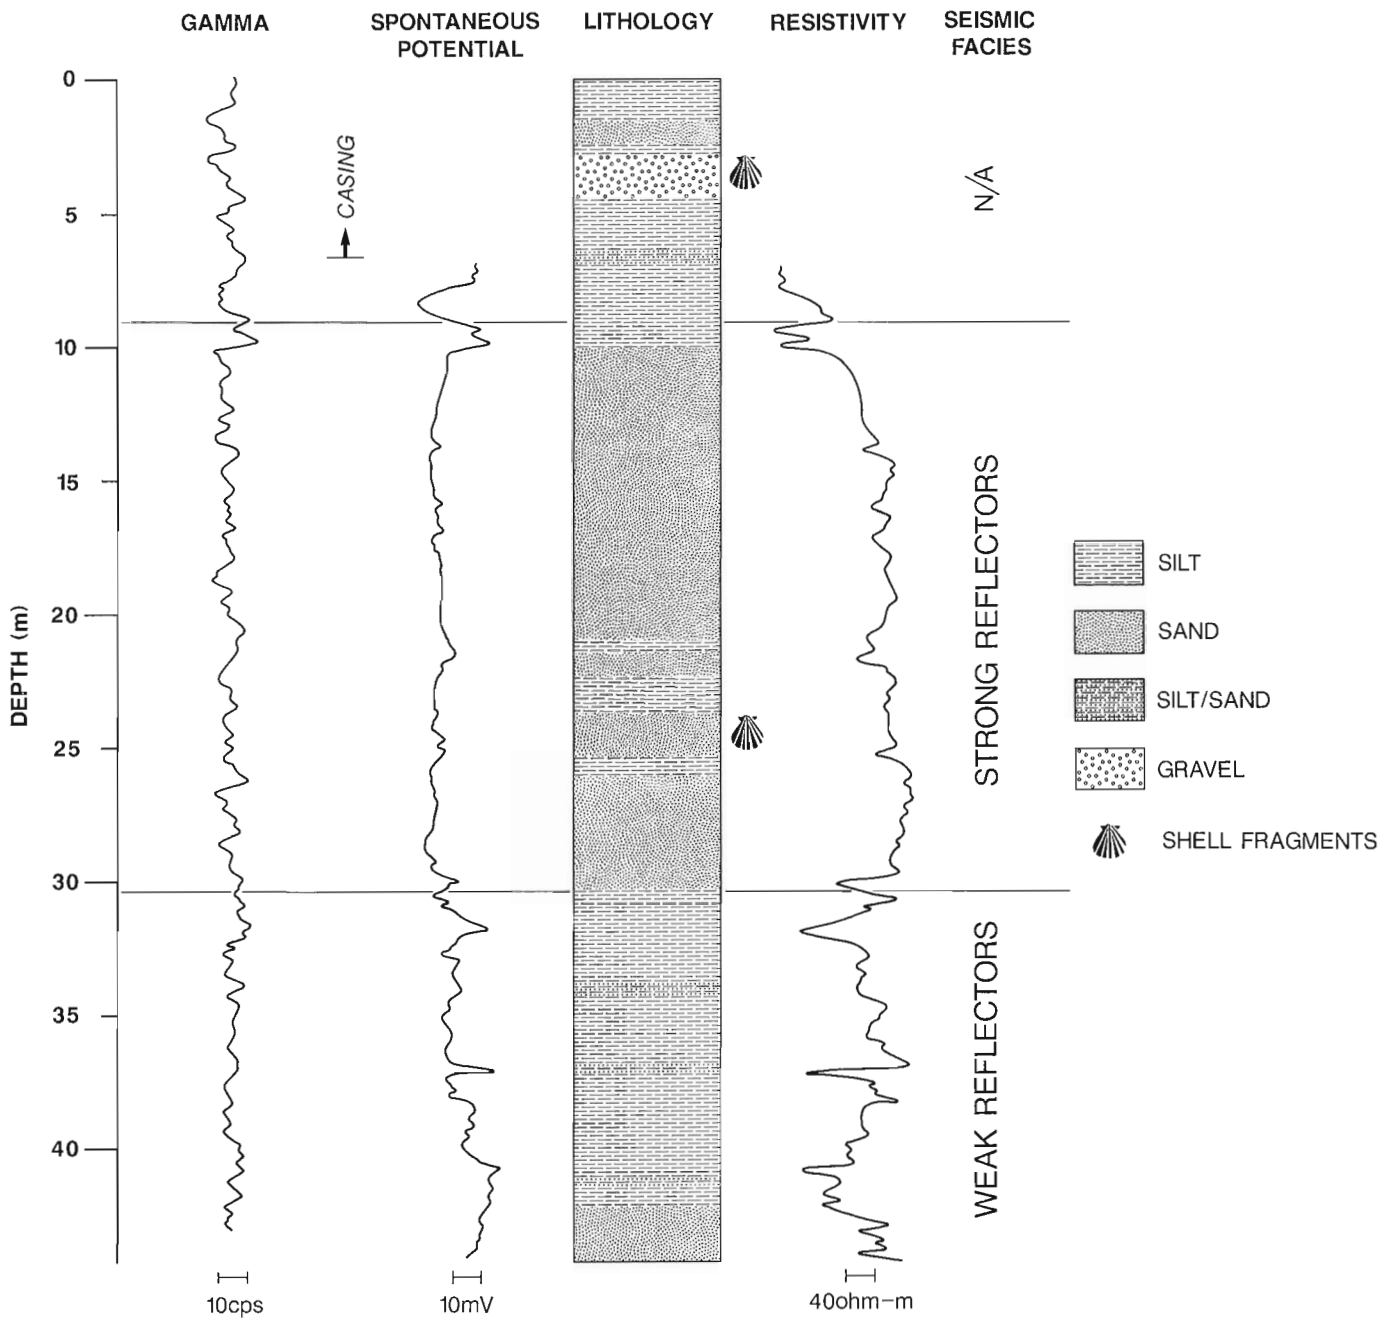 GAMMA
SPONTANEOUS
POTENTIAL
LITHOLOGY
RESISTIVITY
SEISMIC
FACIES
0
5
10
15
20
25
30
35
40
DEPTH (m)
CASING
N/A
STRONG REFLECTORS
WEAK REFLECTORS
SILT
SAND
SILT/SAND
GRAVEL
SHELL FRAGMENTS
10cps
10mV
40ohm-m